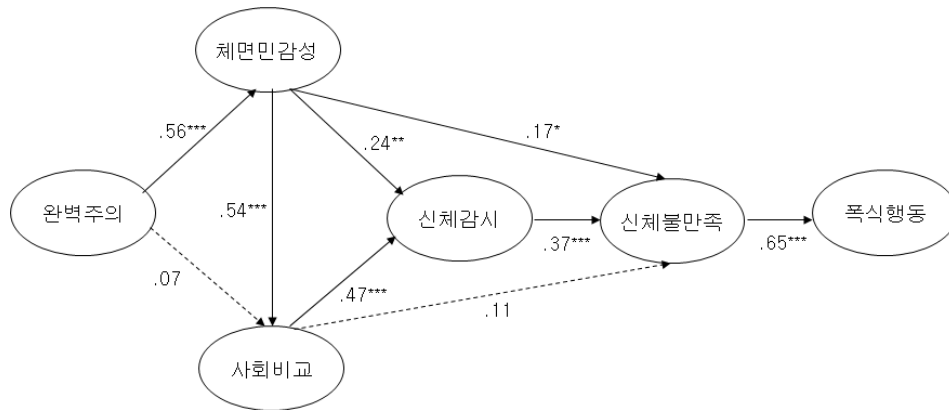 체면민감성
.56***
.24**
.17*
완벽주의
.54***
신체감시
신체불만족
폭식행동
.37***
.65***
.07
.47***
.11
사회비교